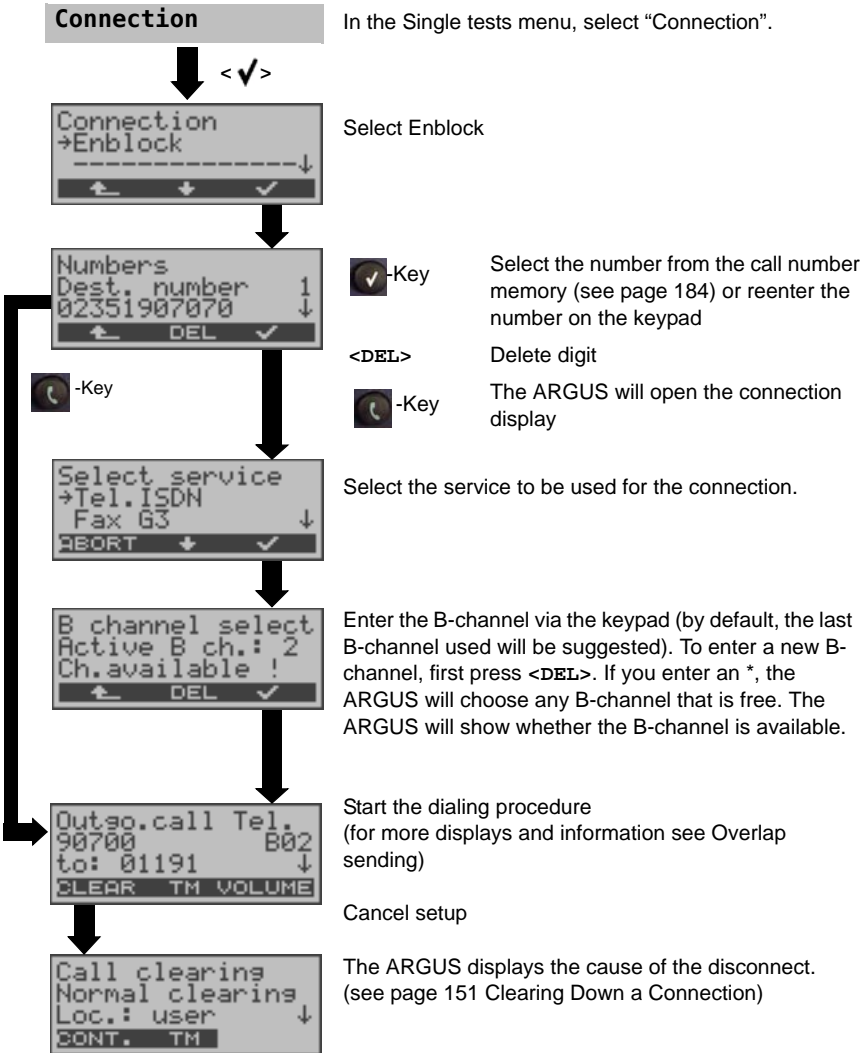 Connection
In the Single tests menu, select “Connection”.
<✓>
Connection
→Enblock
--------------↓
✓
Select Enblock
Numbers
Dest. number 1
02351907070 ↓
DEL ✓
-Key
Select the number from the call number
memory (see page 184) or reenter the
number on the keypad
<DEL> Delete digit
-Key
-Key
The ARGUS will open the connection
display
Select service
→Tel.ISDN
Fax G3 ↓
ABORT ✓
Select the service to be used for the connection.
B channel select
Active B ch.: 2
Ch.available !
DEL ✓
Enter the B-channel via the keypad (by default, the last
B-channel used will be suggested). To enter a new B-
channel, first press <DEL>. If you enter an *, the
ARGUS will choose any B-channel that is free. The
ARGUS will show whether the B-channel is available.
Outgo.call Tel.
90700 B02
to: 01191 ↓
CLEAR TM VOLUME
Start the dialing procedure
(for more displays and information see Overlap
sending)
Cancel setup
Call clearing
Normal clearing
Loc.: user ↓
CONT. TM
The ARGUS displays the cause of the disconnect.
(see page 151 Clearing Down a Connection)